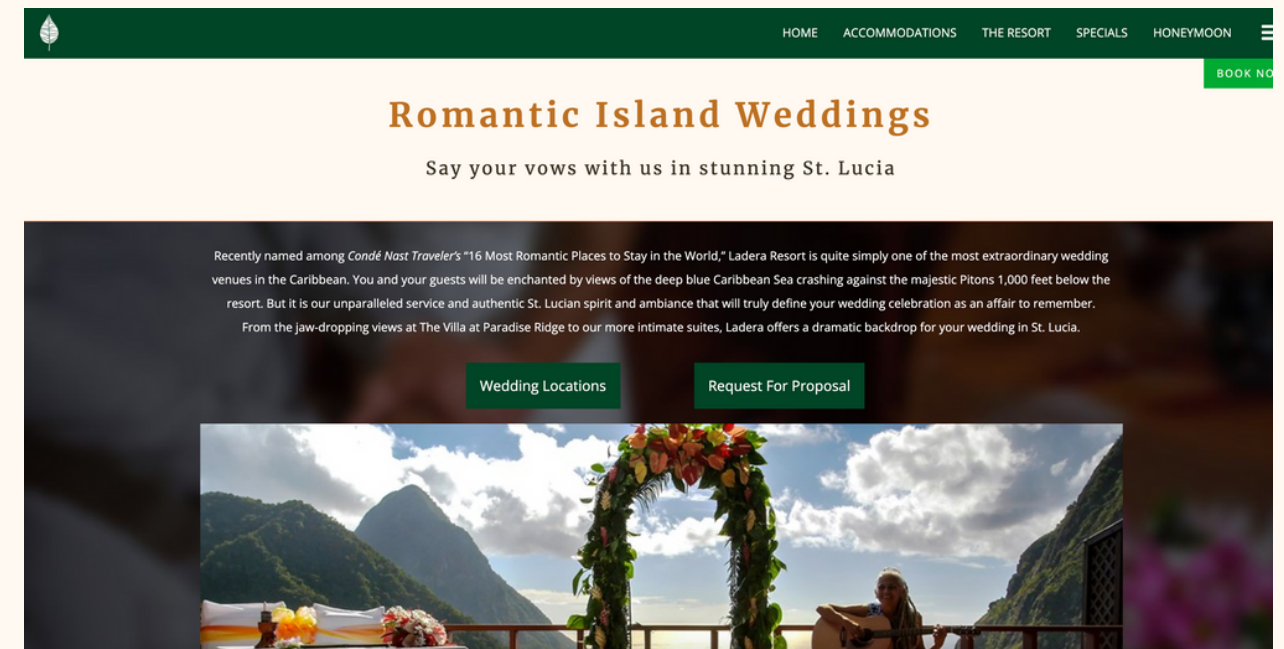 HOME ACCOMMODATIONS THE RESORT SPECIALS HONEYMOON
BOOK NO
Romantic Island Weddings
Say your vows with us in stunning St. Lucia
Recently named among Condé Nast Traveler's “16 Most Romantic Places to Stay in the World,” Ladera Resort is quite simply one of the most extraordinary wedding
venues in the Caribbean. You and your guests will be enchanted by views of the deep blue Caribbean Sea crashing against the majestic Pitons 1,000 feet below the
resort. But it is our unparalleled service and authentic St. Lucian spirit and ambiance that will truly define your wedding celebration as an affair to remember.
From the jaw-dropping views at The Villa at Paradise Ridge to our more intimate suites, Ladera offers a dramatic backdrop for your wedding in St. Lucia.
Wedding Locations Request For Proposal